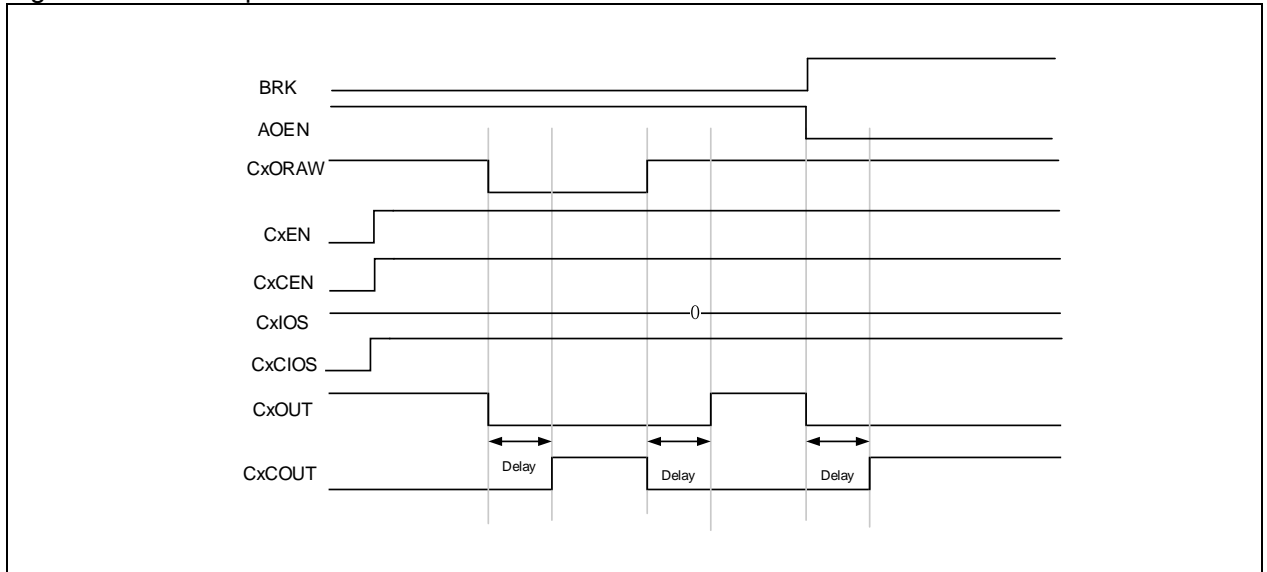 BRK
AOEN
CxORAW
CxEN
CxCEN
0
CxIOS
CxCIOS
CxOUT
Delay
Delay
Delay
CxCOUT